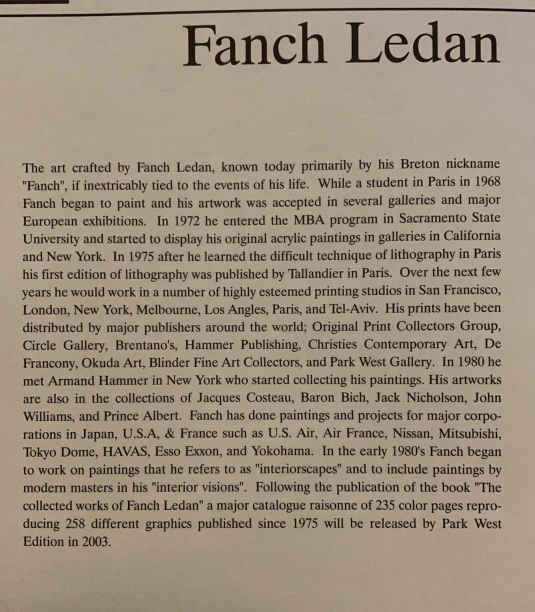 Fanch Ledan
The art crafted by Fanch Ledan, known today primarily by his Breton nickname
"Fanch", if inextricably tied to the events of his life. While a student in Paris in 1968
Fanch began to paint and his artwork was accepted in several galleries and major
European exhibitions. In 1972 he entered the MBA program in Sacramento State
University and started to display his original acrylic paintings in galleries in California
and New York. In 1975 after he learned the difficult technique of lithography in Paris
his first edition of lithography was published by Tallandier in Paris. Over the next few
years he would work in a number of highly esteemed printing studios in San Francisco,
London, New York, Melbourne, Los Angles, Paris, and Tel-Aviv. His prints have been
distributed by major publishers around the world; Original Print Collectors Group,
Circle Gallery, Brentano's, Hammer Publishing, Christies Contemporary Art, De
Francony, Okuda Art, Blinder Fine Art Collectors, and Park West Gallery. In 1980 he
met Armand Hammer in New York who started collecting his paintings. His artworks
are also in the collections of Jacques Costeau, Baron Bich, Jack Nicholson, John
Williams, and Prince Albert. Fanch has done paintings and projects for major corpo-
rations in Japan, U.S.A, & France such as U.S. Air, Air France, Nissan, Mitsubishi,
Tokyo Dome, HAVAS, Esso Exxon, and Yokohama. In the early 1980's Fanch began
to work on paintings that he refers to as "interiorscapes" and to include paintings by
modern masters in his "interior visions". Following the publication of the book "The
collected works of Fanch Ledan" a major catalogue raisonne of 235 color pages repro-
ducing 258 different graphics published since 1975 will be released by Park West
Edition in 2003.